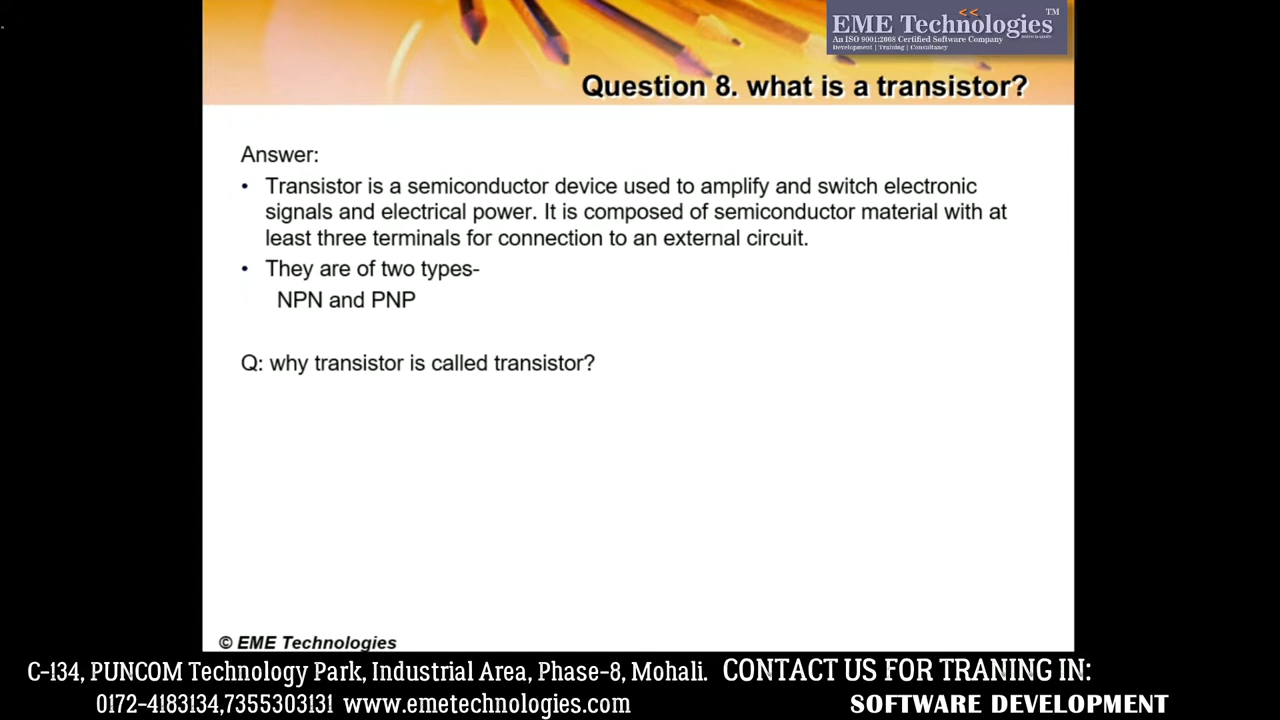 <<
TM
EME Technologies
An ISO 9001:2008 Certified Software Company
Development | Training | Consultancy
Question 8. what is a transistor?
Answer:
• Transistor is a semiconductor device used to amplify and switch electronic
signals and electrical power. It is composed of semiconductor material with at
least three terminals for connection to an external circuit.
• They are of two types-
NPN and PNP
Q: why transistor is called transistor?
© EME Technologies
C-134, PUNCOM Technology Park, Industrial Area, Phase-8, Mohali. CONTACT US FOR TRANING IN:
0172-4183134,7355303131 www.emetechnologies.com SOFTWARE DEVELOPMENT